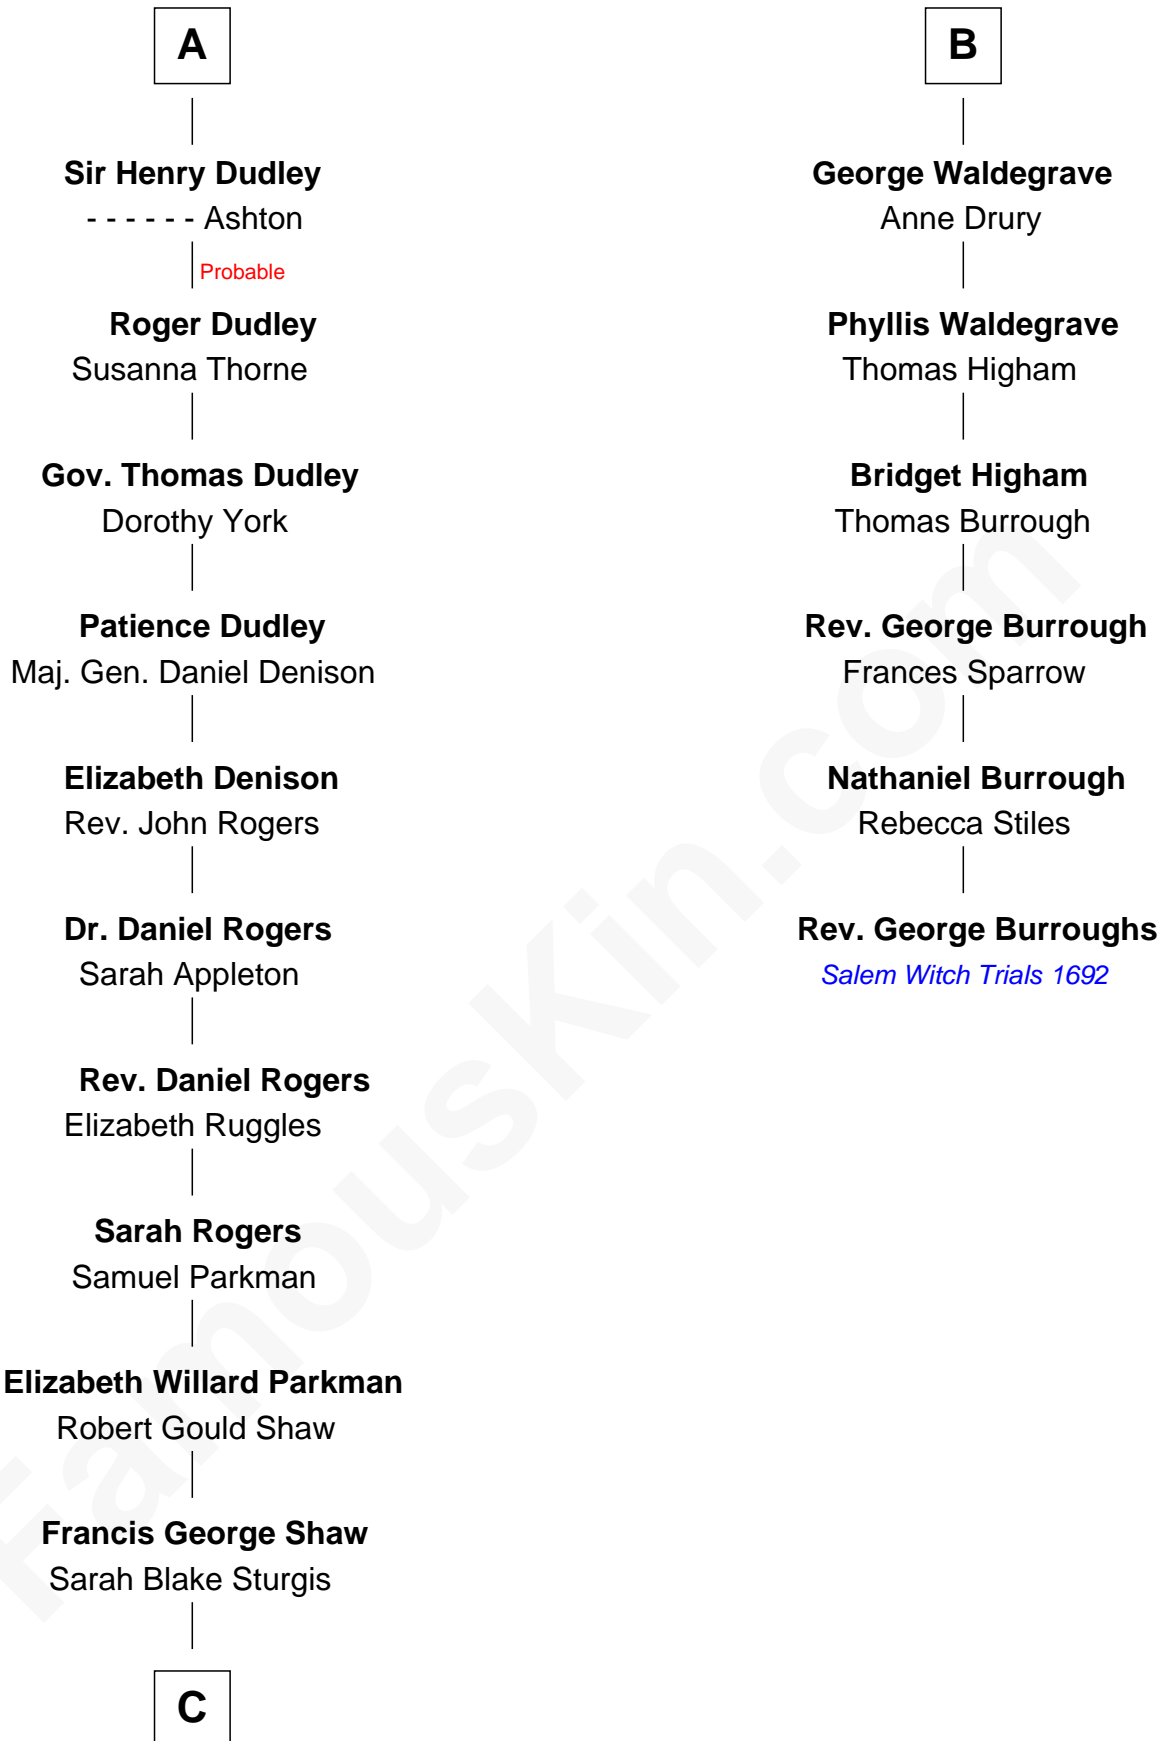 A
Sir Henry Dudley
- - - - - - Ashton
Probable
Roger Dudley
Susanna Thorne
Gov. Thomas Dudley
Dorothy York
Patience Dudley
Maj. Gen. Daniel Denison
Elizabeth Denison
Rev. John Rogers
Dr. Daniel Rogers
Sarah Appleton
Rev. Daniel Rogers
Elizabeth Ruggles
Sarah Rogers
Samuel Parkman
Elizabeth Willard Parkman
Robert Gould Shaw
Francis George Shaw
Sarah Blake Sturgis
C
B
George Waldegrave
Anne Drury
Phyllis Waldegrave
Thomas Higham
Bridget Higham
Thomas Burrough
Rev. George Burrough
Frances Sparrow
Nathaniel Burrough
Rebecca Stiles
Rev. George Burroughs
Salem Witch Trials 1692
FamousKin.com